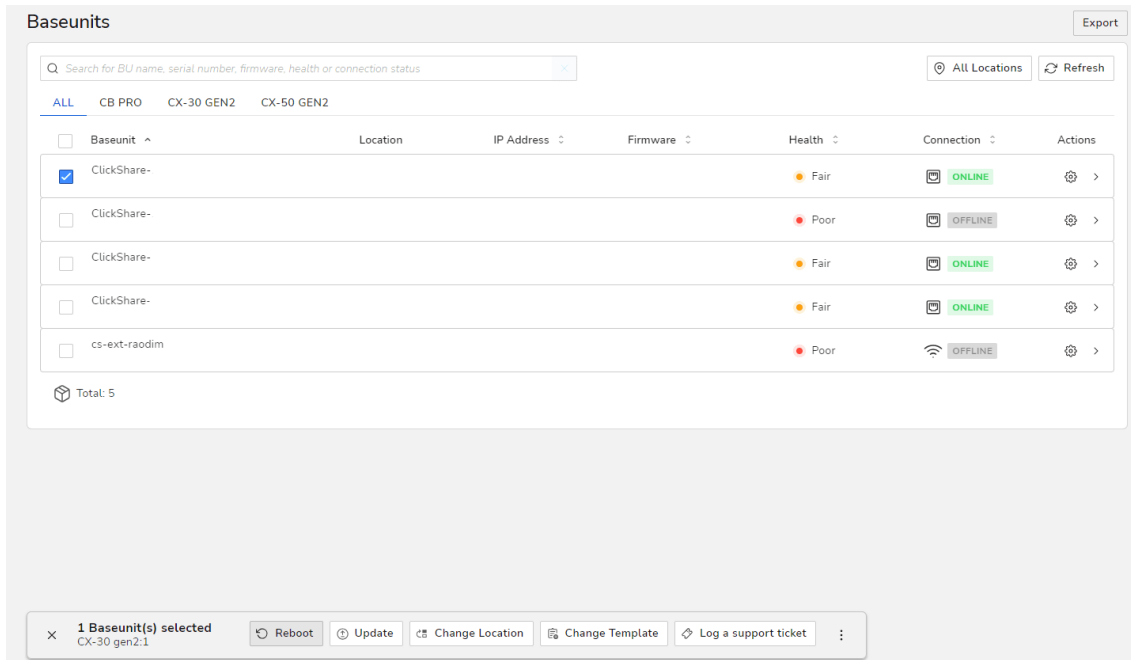 Baseunits
Export
Search for BU name, serial number, firmware, health or connection status
All Locations
Refresh
ALL CB PRO CX-30 GEN2 CX-50 GEN2
Baseunit Location IP Address Firmware Health Connection Actions
ClickShare- Fair ONLINE
ClickShare- Poor OFFLINE
ClickShare- Fair ONLINE
ClickShare- Fair ONLINE
cs-ext-raodim Poor OFFLINE
Total: 5
1 Baseunit(s) selected
CX-30 gen2:1
Reboot Update Change Location Change Template Log a support ticket